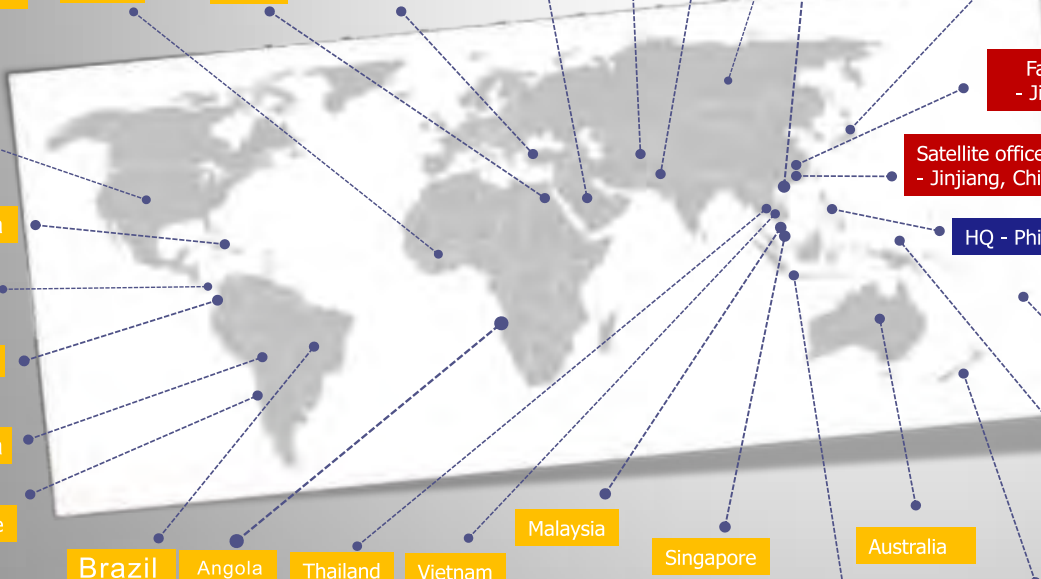 Satellite office
- Jinjiang, Chi
HQ - Phi
Malaysia
Singapore
Australia
Brazil
Angola
Thailand
Vietnam